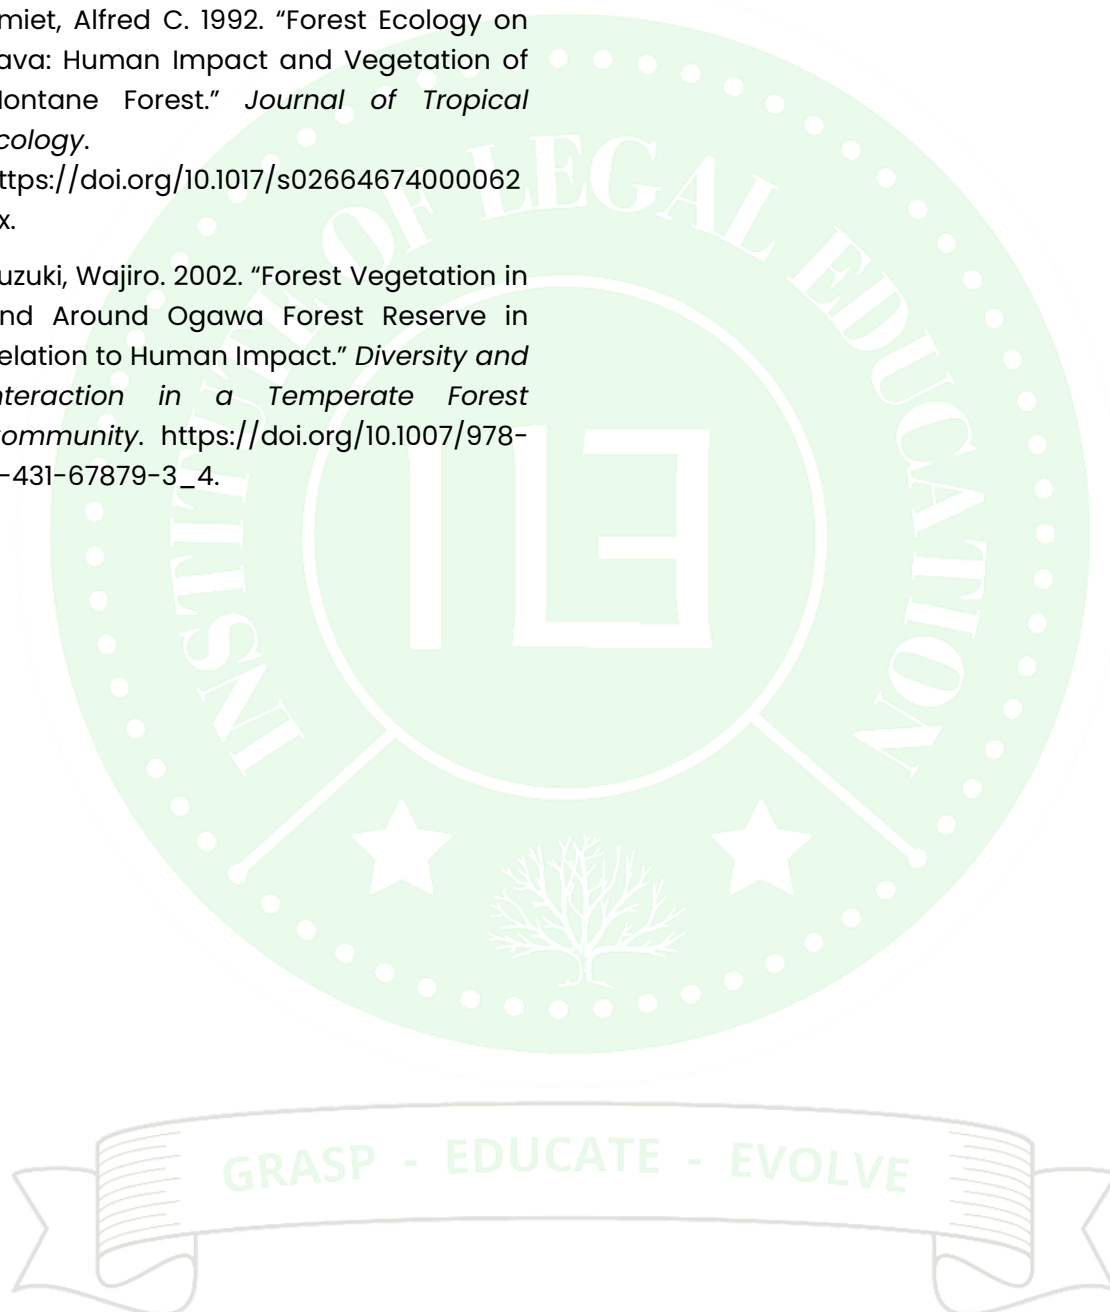 miet, Alfred C. 1992. “Forest Ecology on
ava: Human Impact and Vegetation of
ontane Forest.” Journal of Tropical
cology.
ttps://doi.org/10.1017/s02664674000062
x.
uzuki, Wajiro. 2002. “Forest Vegetation in
nd Around Ogawa Forest Reserve in
elation to Human Impact.” Diversity and
nteraction in a Temperate Forest
ommunity. https://doi.org/10.1007/978-
-431-67879-3_4.
INSTITUTE OF LEGAL EDUCATION
ILE
GRASP - EDUCATE - EVOLVE